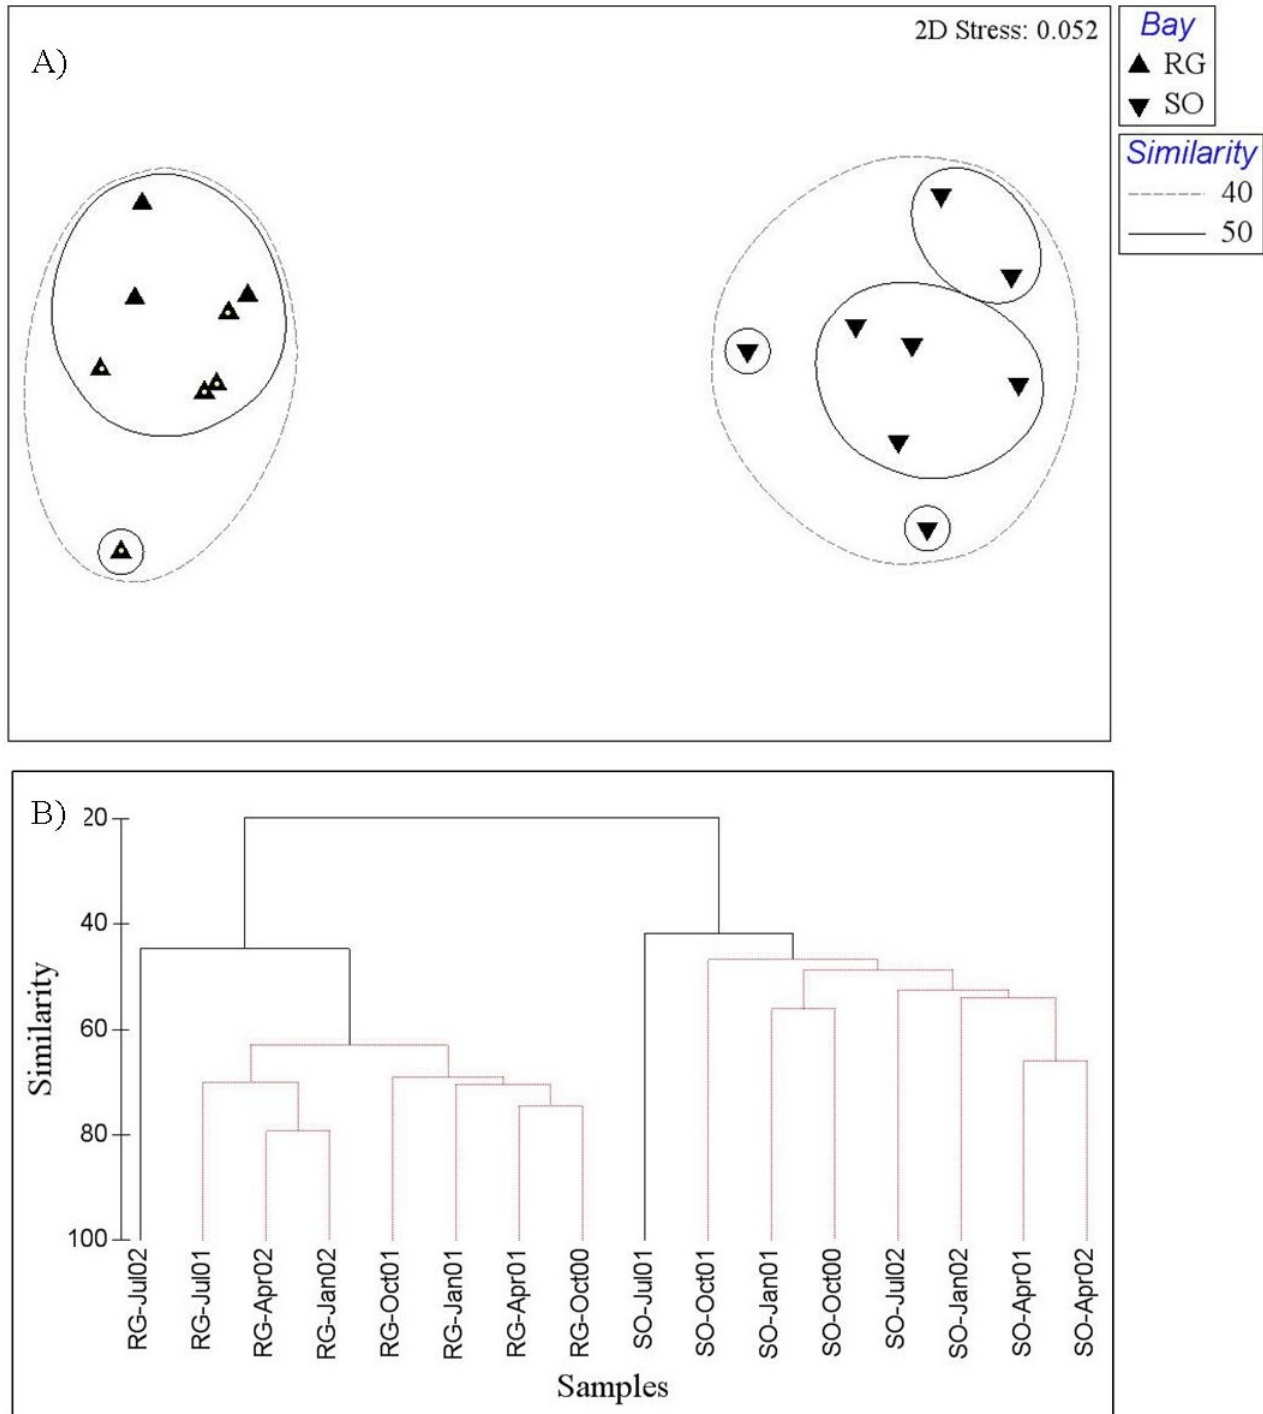 A)
2D Stress: 0.052
Bay
RG
SO
Similarity
40
50
B)
20
40
60
80
100
Similarity
RG-Jul02
RG-Jul01
RG-Apr02
RG-Jan02
RG-Oct01
RG-Jan01
RG-Apr01
RG-Oct00
SO-Jul01
SO-Oct01
SO-Jan01
SO-Oct00
SO-Jul02
SO-Jan02
SO-Apr01
SO-Apr02
Samples